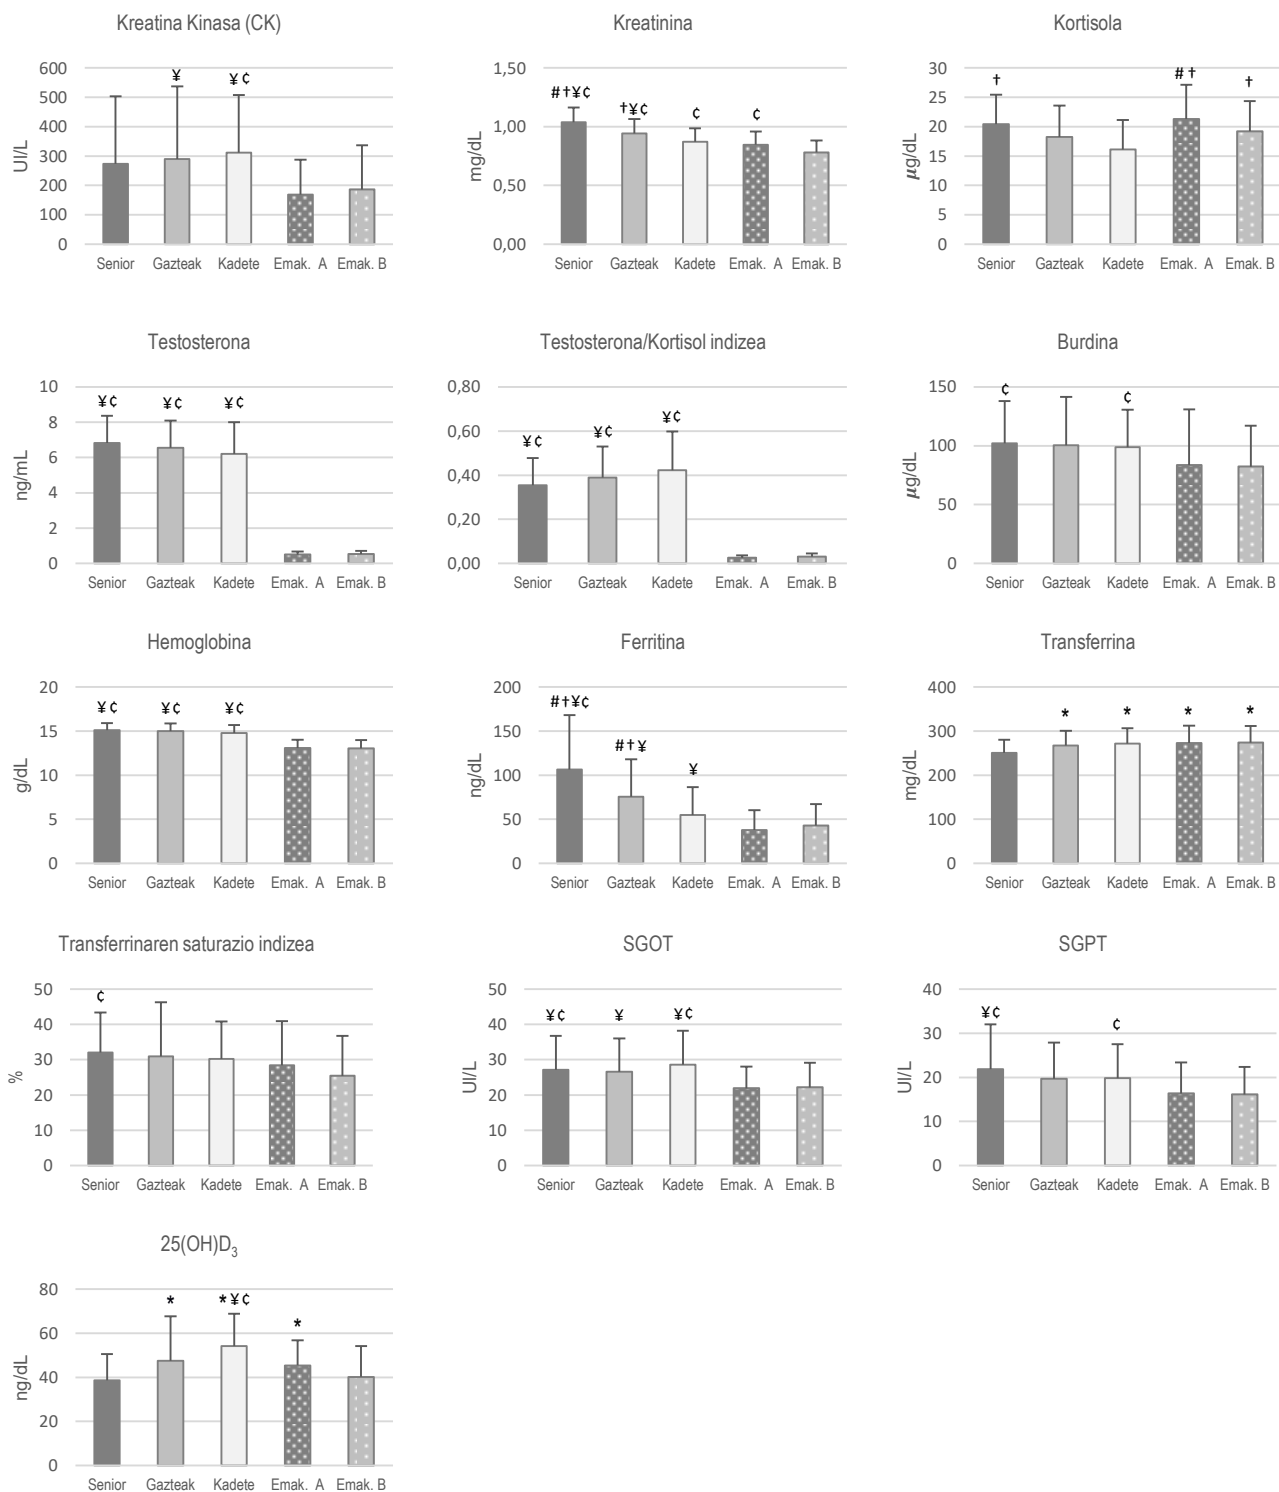 Kreatina Kinasa (CK)
UI/L
600
500
400
300
200
100
0
¥
¥ ¢
Senior Gazteak Kadete Emak. A Emak. B
Kreatinina
mg/dL
1,50
1,00
0,50
0,00
#†¥¢
†¥¢
¢
¢
Senior Gazteak Kadete Emak. A Emak. B
Kortisola
µg/dL
30
25
20
15
10
5
0
†
#†
†
Senior Gazteak Kadete Emak. A Emak. B
Testosterona
ng/mL
10
8
6
4
2
0
¥¢
¥¢
¥¢
Senior Gazteak Kadete Emak. A Emak. B
Testosterona/Kortisol indizea
0,80
0,60
0,40
0,20
0,00
¥¢
¥¢
¥¢
Senior Gazteak Kadete Emak. A Emak. B
Burdina
µg/dL
150
100
50
0
¢
¢
Senior Gazteak Kadete Emak. A Emak. B
Hemoglobina
g/dL
20
15
10
5
0
¥¢
¥¢
¥¢
Senior Gazteak Kadete Emak. A Emak. B
Ferritina
ng/dL
200
150
100
50
0
#†¥¢
#†¥
¥
Senior Gazteak Kadete Emak. A Emak. B
Transferrina
mg/dL
400
300
200
100
0
*
*
*
*
Senior Gazteak Kadete Emak. A Emak. B
Transferrinaren saturazio indizea
%
50
40
30
20
10
0
¢
Senior Gazteak Kadete Emak. A Emak. B
SGOT
UI/L
50
40
30
20
10
0
¥¢
¥
¥¢
Senior Gazteak Kadete Emak. A Emak. B
SGPT
UI/L
40
30
20
10
0
¥¢
¢
Senior Gazteak Kadete Emak. A Emak. B
25(OH)D₃
ng/dL
80
60
40
20
0
*
*¥¢
*
Senior Gazteak Kadete Emak. A Emak. B